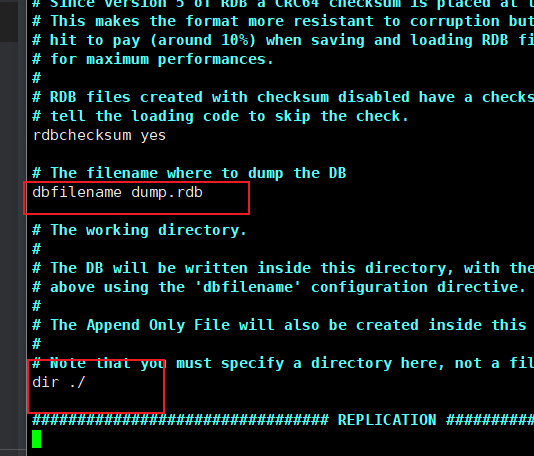 # Since version 5 of RDB a CRC64 checksum is placed at t
# This makes the format more resistant to corruption but
# hit to pay (around 10%) when saving and loading RDB fi
# for maximum performances.
#
# RDB files created with checksum disabled have a checks
# tell the loading code to skip the check.
rdbchecksum yes
# The filename where to dump the DB
dbfilename dump.rdb
# The working directory.
#
# The DB will be written inside this directory, with the
# above using the 'dbfilename' configuration directive.
#
# The Append Only File will also be created inside this
#
# Note that you must specify a directory here, not a fil
dir ./
################################# REPLICATION ##########